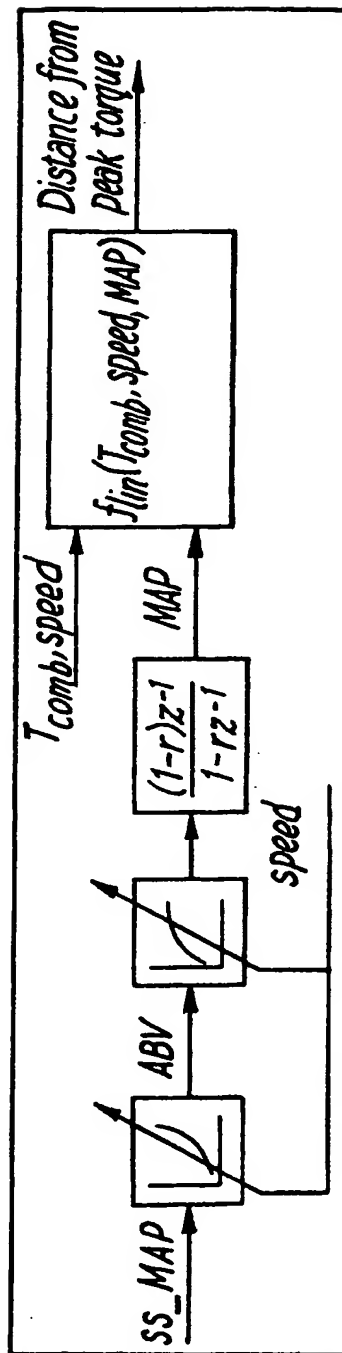 SS_MAP
ABV
(1-r)z⁻¹
1-rz⁻¹
MAP
speed
T_comb, speed
f_lin(T_comb, speed, MAP)
Distance from
peak torque